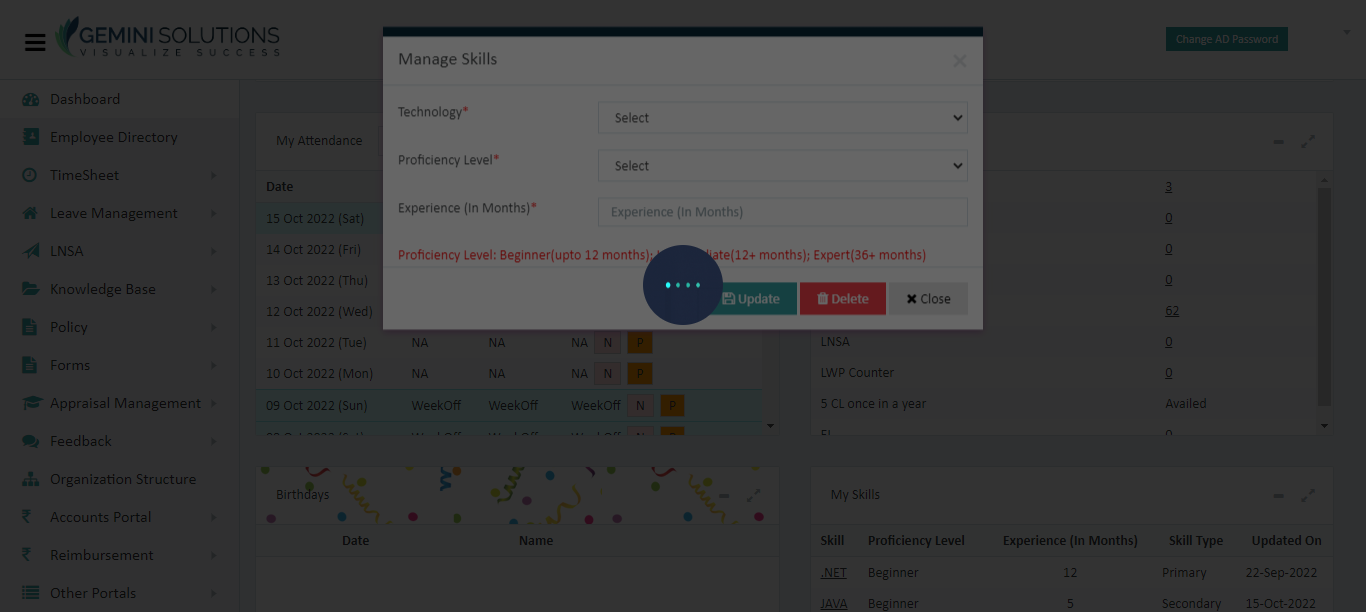 GEMINI SOLUTIONS
VISUALIZE SUCCESS
Change AD Password
Dashboard
Employee Directory
TimeSheet
Leave Management
LNSA
Knowledge Base
Policy
Forms
Appraisal Management
Feedback
Organization Structure
Accounts Portal
Reimbursement
Other Portals
Manage Skills
×
Technology*
Select
Proficiency Level*
Select
Experience (In Months)*
Experience (In Months)
Proficiency Level: Beginner(upto 12 months); (12+ months); Expert(36+ months)
Update
Delete
Close
My Attendance
Date
15 Oct 2022 (Sat)
14 Oct 2022 (Fri)
13 Oct 2022 (Thu)
12 Oct 2022 (Wed)
11 Oct 2022 (Tue) NA NA NA N P
10 Oct 2022 (Mon) NA NA NA N P
09 Oct 2022 (Sun) WeekOff WeekOff WeekOff N P
3
0
0
0
62
LNSA 0
LWP Counter 0
5 CL once in a year Availed
Birthdays
Date Name
My Skills
Skill Proficiency Level Experience (In Months) Skill Type Updated On
.NET Beginner 12 Primary 22-Sep-2022
JAVA Beginner 5 Secondary 15-Oct-2022